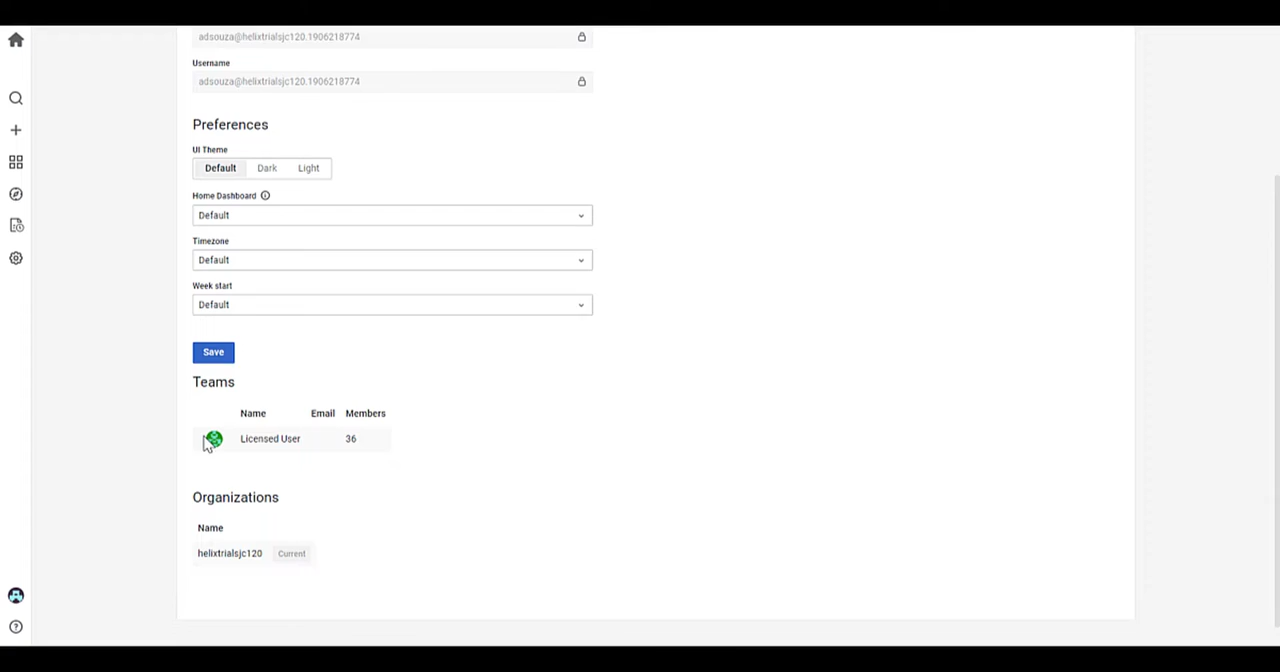 adsouza@helixtrialsjc120.1906218774
Username
adsouza@helixtrialsjc120.1906218774
Preferences
UI Theme
Default Dark Light
Home Dashboard
Default
Timezone
Default
Week start
Default
Save
Teams
Name Email Members
Licensed User 36
Organizations
Name
helixtrialsjc120 Current